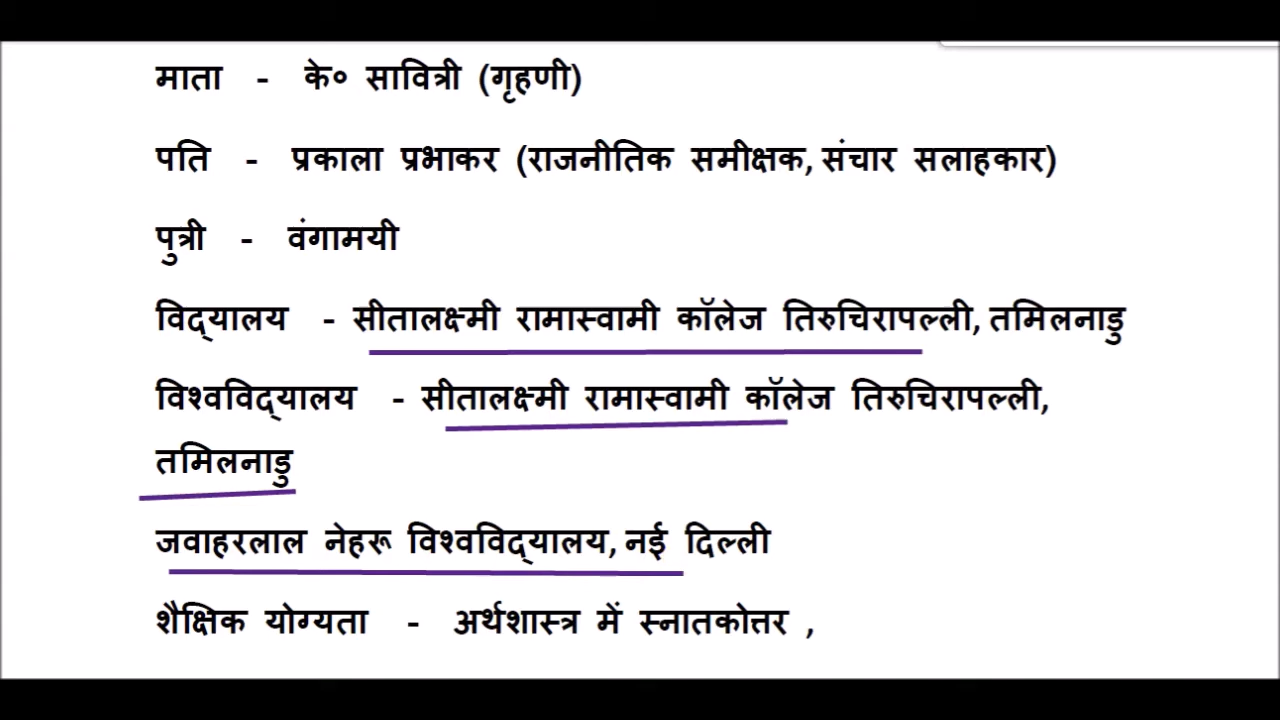 माता - के० सावित्री (गृहणी)
पति - प्रकाला प्रभाकर (राजनीतिक समीक्षक, संचार सलाहकार)
पुत्री - वंगामयी
विद्यालय - सीतालक्ष्मी रामास्वामी कॉलेज तिरुचिरापल्ली, तमिलनाडु
विश्वविद्यालय - सीतालक्ष्मी रामास्वामी कॉलेज तिरुचिरापल्ली,
तमिलनाडु
जवाहरलाल नेहरू विश्वविद्यालय, नई दिल्ली
शैक्षिक योग्यता - अर्थशास्त्र में स्नातकोत्तर ,